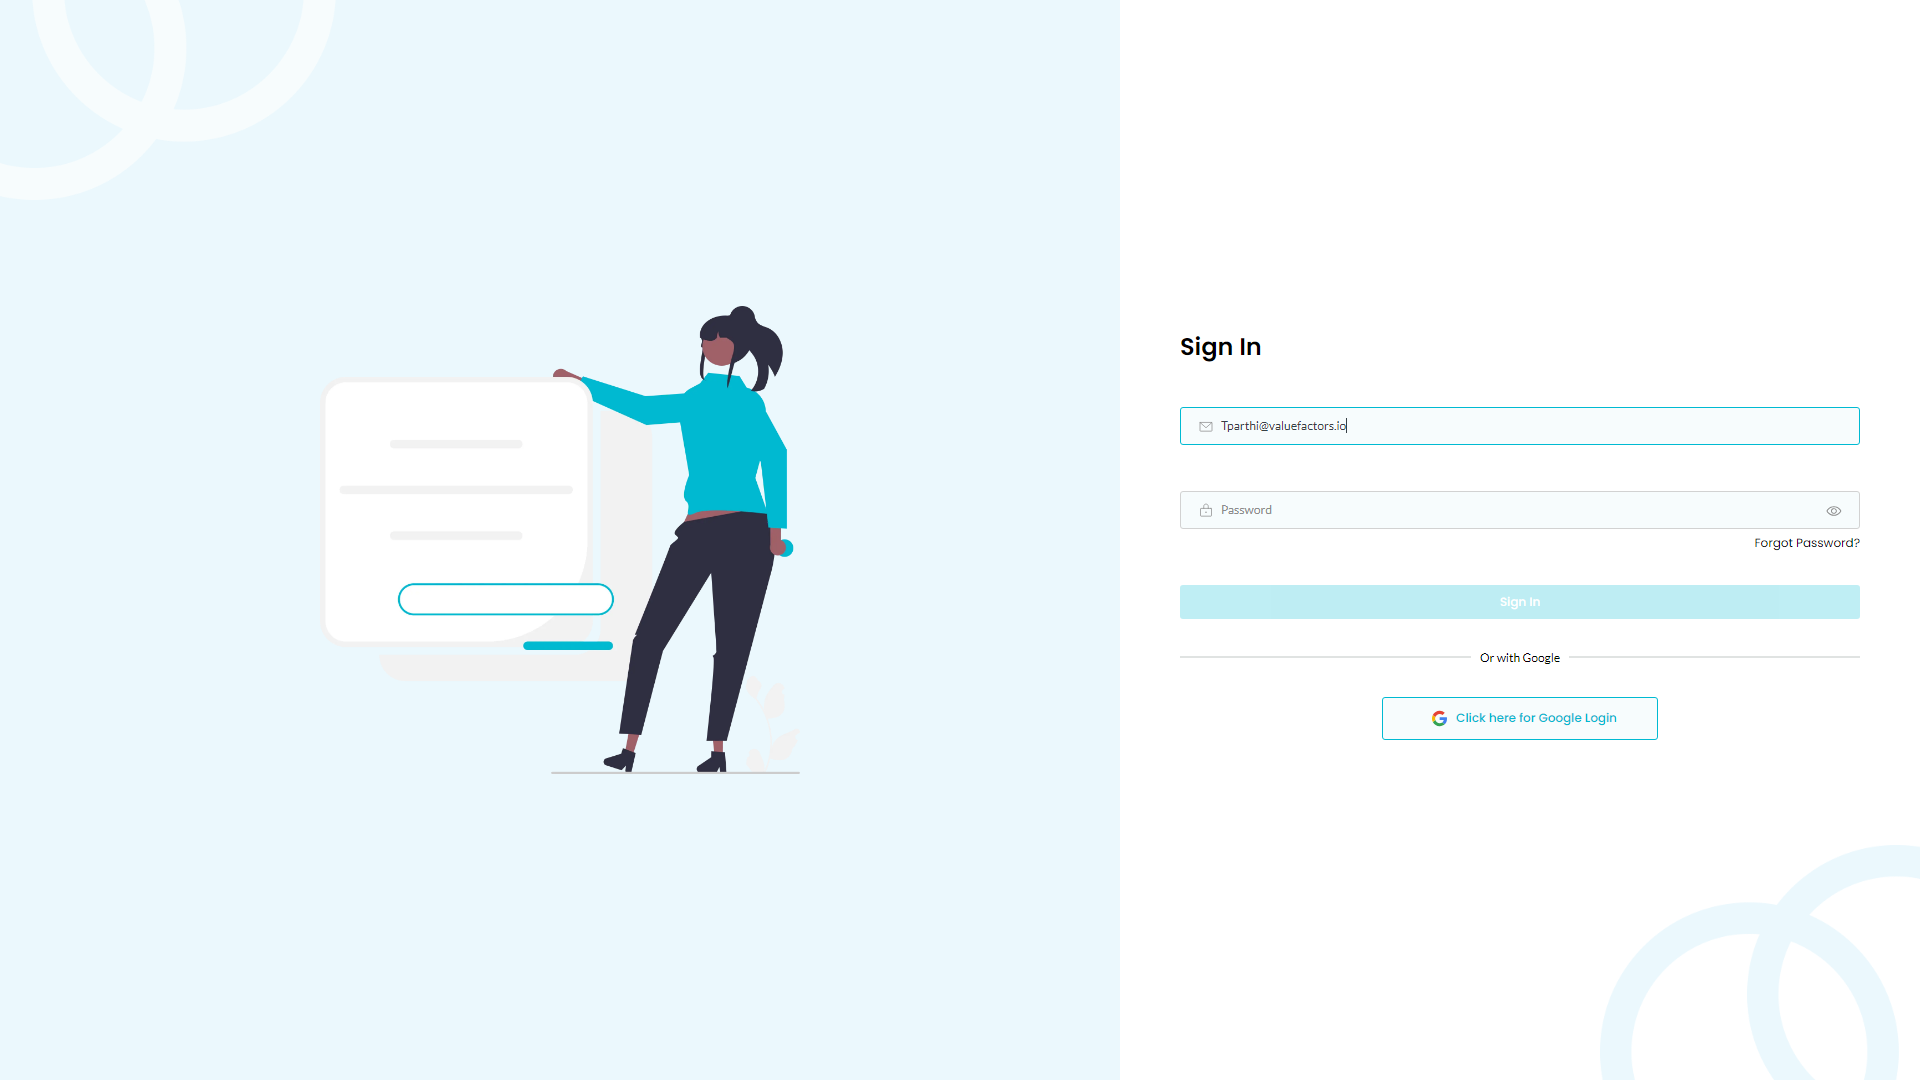 Sign In
Tparthi@valuefactors.io
Password
Forgot Password?
Sign In
Or with Google
Click here for Google Login